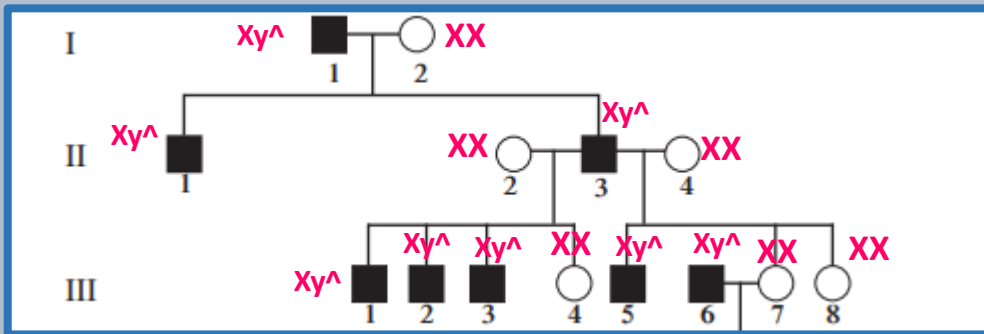 I Xy^ XX
1 2
Xy^
II Xy^ XX XX
1 2 3 4
Xy^ Xy^ XX Xy^ Xy^ XX XX
III Xy^
1 2 3 4 5 6 7 8